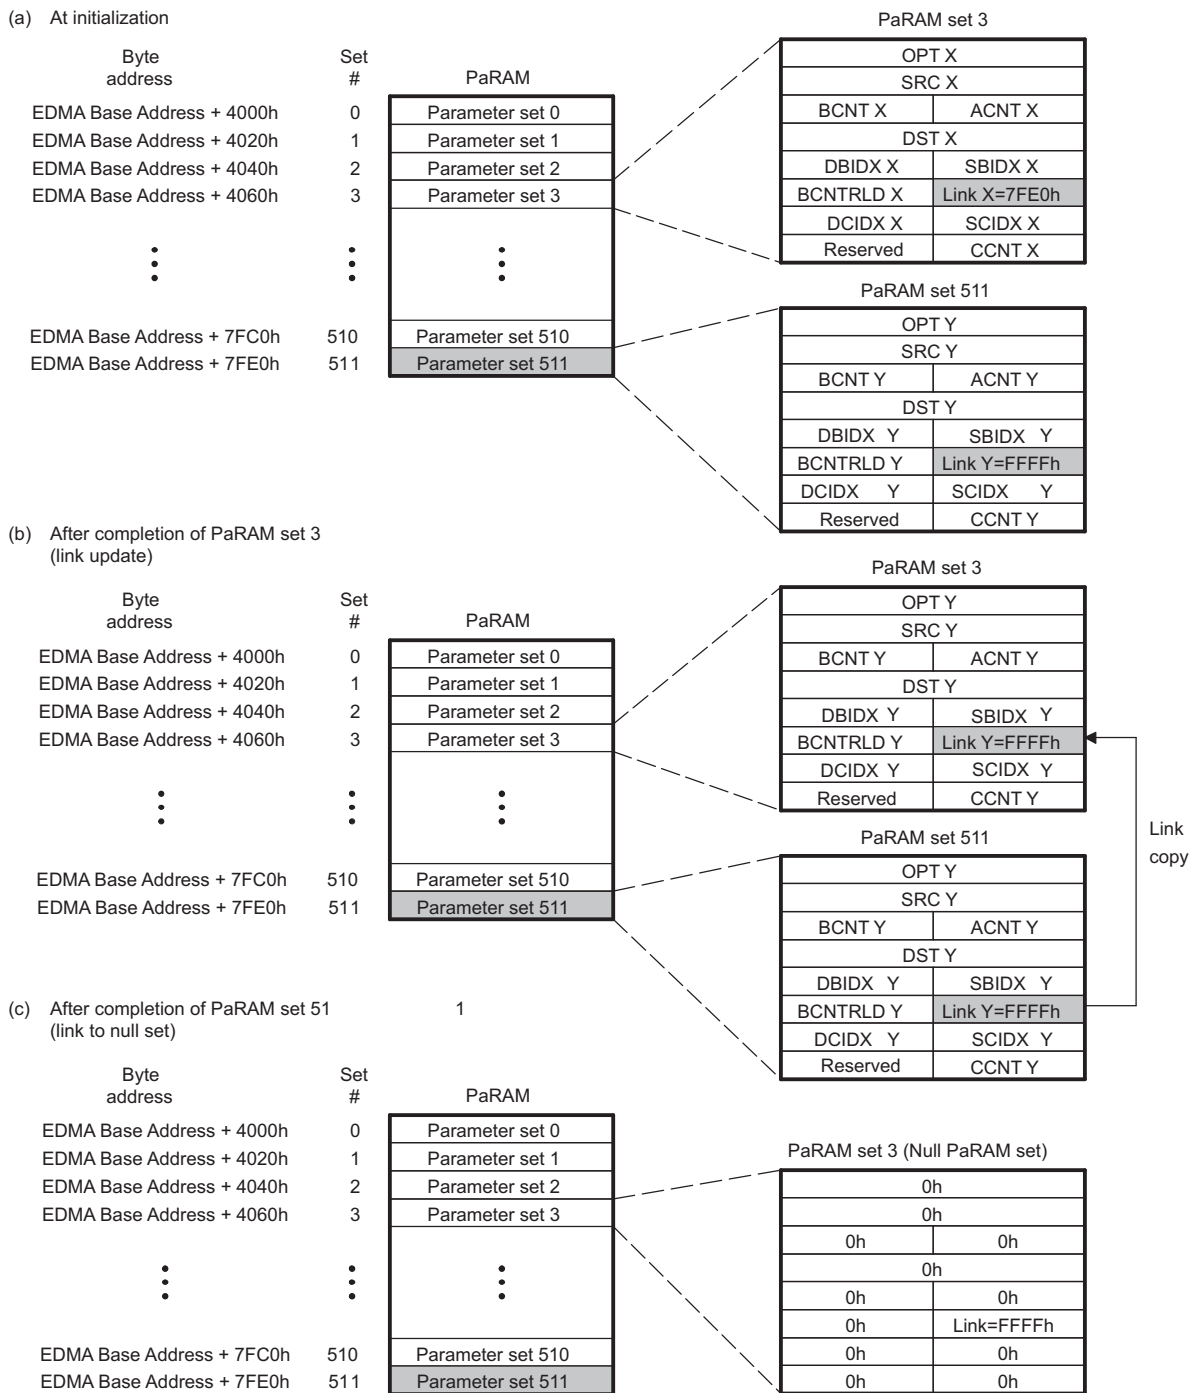 (a) At initialization
Byte address Set # PaRAM
EDMA Base Address + 4000h 0 Parameter set 0
EDMA Base Address + 4020h 1 Parameter set 1
EDMA Base Address + 4040h 2 Parameter set 2
EDMA Base Address + 4060h 3 Parameter set 3
EDMA Base Address + 7FC0h 510 Parameter set 510
EDMA Base Address + 7FE0h 511 Parameter set 511
PaRAM set 3
OPT X
SRC X
BCNT X ACNT X
DST X
DBIDX X SBIDX X
BCNTRLD X Link X=7FE0h
DCIDX X SCIDX X
Reserved CCNT X
PaRAM set 511
OPT Y
SRC Y
BCNT Y ACNT Y
DST Y
DBIDX Y SBIDX Y
BCNTRLD Y Link Y=FFFFh
DCIDX Y SCIDX Y
Reserved CCNT Y
(b) After completion of PaRAM set 3
(link update)
Byte address Set # PaRAM
EDMA Base Address + 4000h 0 Parameter set 0
EDMA Base Address + 4020h 1 Parameter set 1
EDMA Base Address + 4040h 2 Parameter set 2
EDMA Base Address + 4060h 3 Parameter set 3
EDMA Base Address + 7FC0h 510 Parameter set 510
EDMA Base Address + 7FE0h 511 Parameter set 511
PaRAM set 3
OPT Y
SRC Y
BCNT Y ACNT Y
DST Y
DBIDX Y SBIDX Y
BCNTRLD Y Link Y=FFFFh
DCIDX Y SCIDX Y
Reserved CCNT Y
Link
copy
PaRAM set 511
OPT Y
SRC Y
BCNT Y ACNT Y
DST Y
DBIDX Y SBIDX Y
BCNTRLD Y Link Y=FFFFh
DCIDX Y SCIDX Y
Reserved CCNT Y
(c) After completion of PaRAM set 51 1
(link to null set)
Byte address Set # PaRAM
EDMA Base Address + 4000h 0 Parameter set 0
EDMA Base Address + 4020h 1 Parameter set 1
EDMA Base Address + 4040h 2 Parameter set 2
EDMA Base Address + 4060h 3 Parameter set 3
EDMA Base Address + 7FC0h 510 Parameter set 510
EDMA Base Address + 7FE0h 511 Parameter set 511
PaRAM set 3 (Null PaRAM set)
0h
0h
0h 0h
0h
0h 0h
0h Link=FFFFh
0h 0h
0h 0h